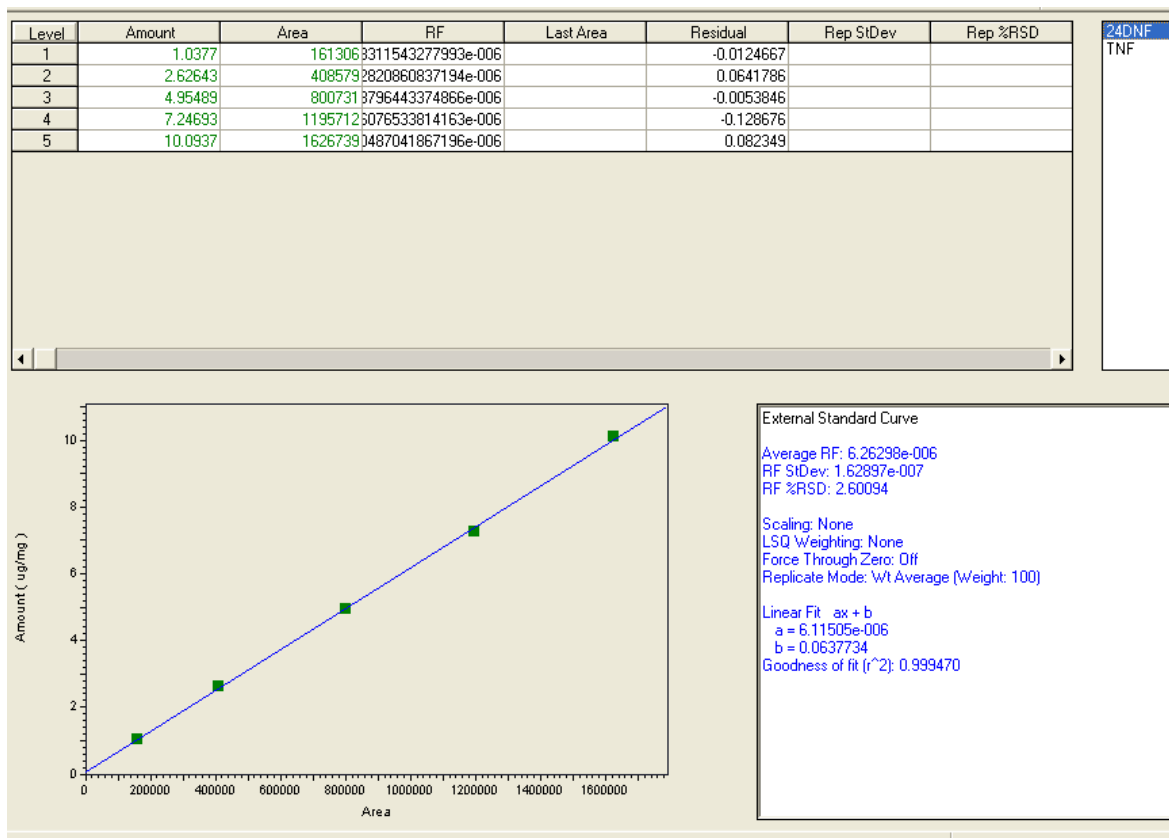 Level Amount Area RF Last Area Residual Rep StDev Rep %RSD
1 1.0377 161306 3311543277993e-006 -0.0124667
2 2.62643 408579 2820860837194e-006 0.0641786
3 4.95489 800731 3796443374866e-006 -0.0053846
4 7.24693 1195712 6076533814163e-006 -0.128676
5 10.0937 1626739 0487041867196e-006 0.082349
24DNF
TNF
10
8
6
4
2
0
Amount ( ug/mg )
0 200000 400000 600000 800000 1000000 1200000 1400000 1600000
Area
External Standard Curve
Average RF: 6.26298e-006
RF StDev: 1.62897e-007
RF %RSD: 2.60094
Scaling: None
LSQ Weighting: None
Force Through Zero: Off
Replicate Mode: Wt Average (Weight: 100)
Linear Fit ax + b
a = 6.11505e-006
b = 0.0637734
Goodness of fit (r^2): 0.999470